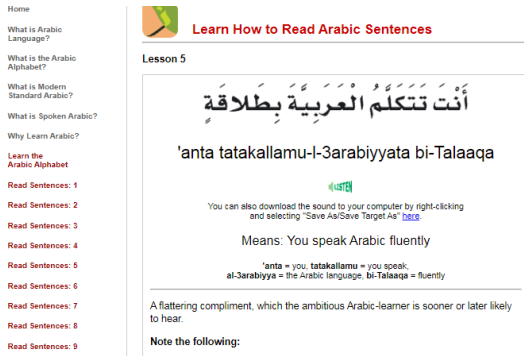 Home
What is Arabic
Language?
What is the Arabic
Alphabet?
What is Modern
Standard Arabic?
What is Spoken Arabic?
Why Learn Arabic?
Learn the
Arabic Alphabet
Read Sentences: 1
Read Sentences: 2
Read Sentences: 3
Read Sentences: 4
Read Sentences: 5
Read Sentences: 6
Read Sentences: 7
Read Sentences: 8
Read Sentences: 9
Learn How to Read Arabic Sentences
Lesson 5
أَنْتَ تَتَكَلَّمُ الْعَرَبِيَّةَ بِطَلاقَةٍ
'anta tatakallamu-l-3arabiyyata bi-Talaaqa
LISTEN
You can also download the sound to your computer by right-clicking
and selecting "Save As/Save Target As" here.
Means: You speak Arabic fluently
'anta = you, tatakallamu = you speak,
al-3arabiyya = the Arabic language, bi-Talaaqa = fluently
A flattering compliment, which the ambitious Arabic-learner is sooner or later likely
to hear.
Note the following: